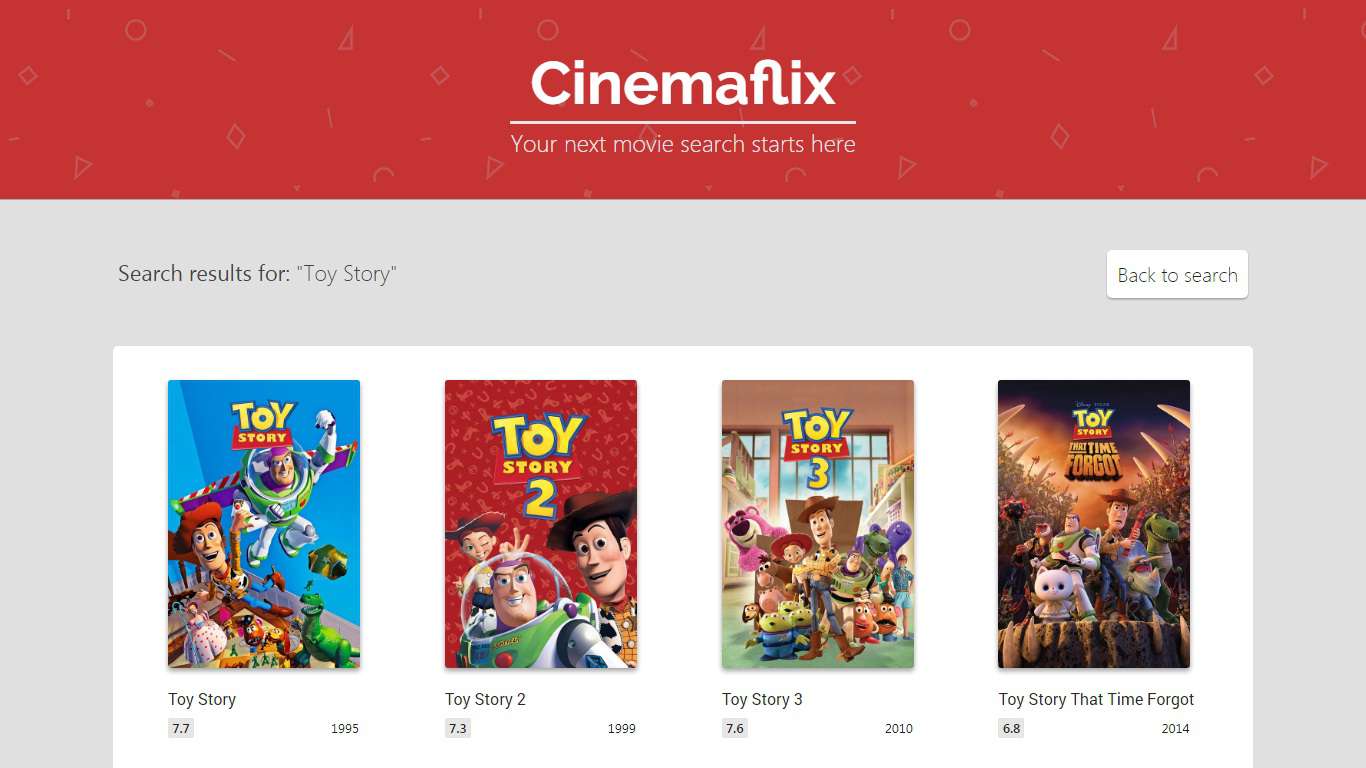 Cinemaflix
Your next movie search starts here
Search results for: "Toy Story"
Back to search
TOY
STORY
TOY
STORY
2
TOY
STORY
3
Disney PIXAR
TOY
STORY
THAT TIME
FORGOT
Toy Story
Toy Story 2
Toy Story 3
Toy Story That Time Forgot
7.7
1995
7.3
1999
7.6
2010
6.8
2014